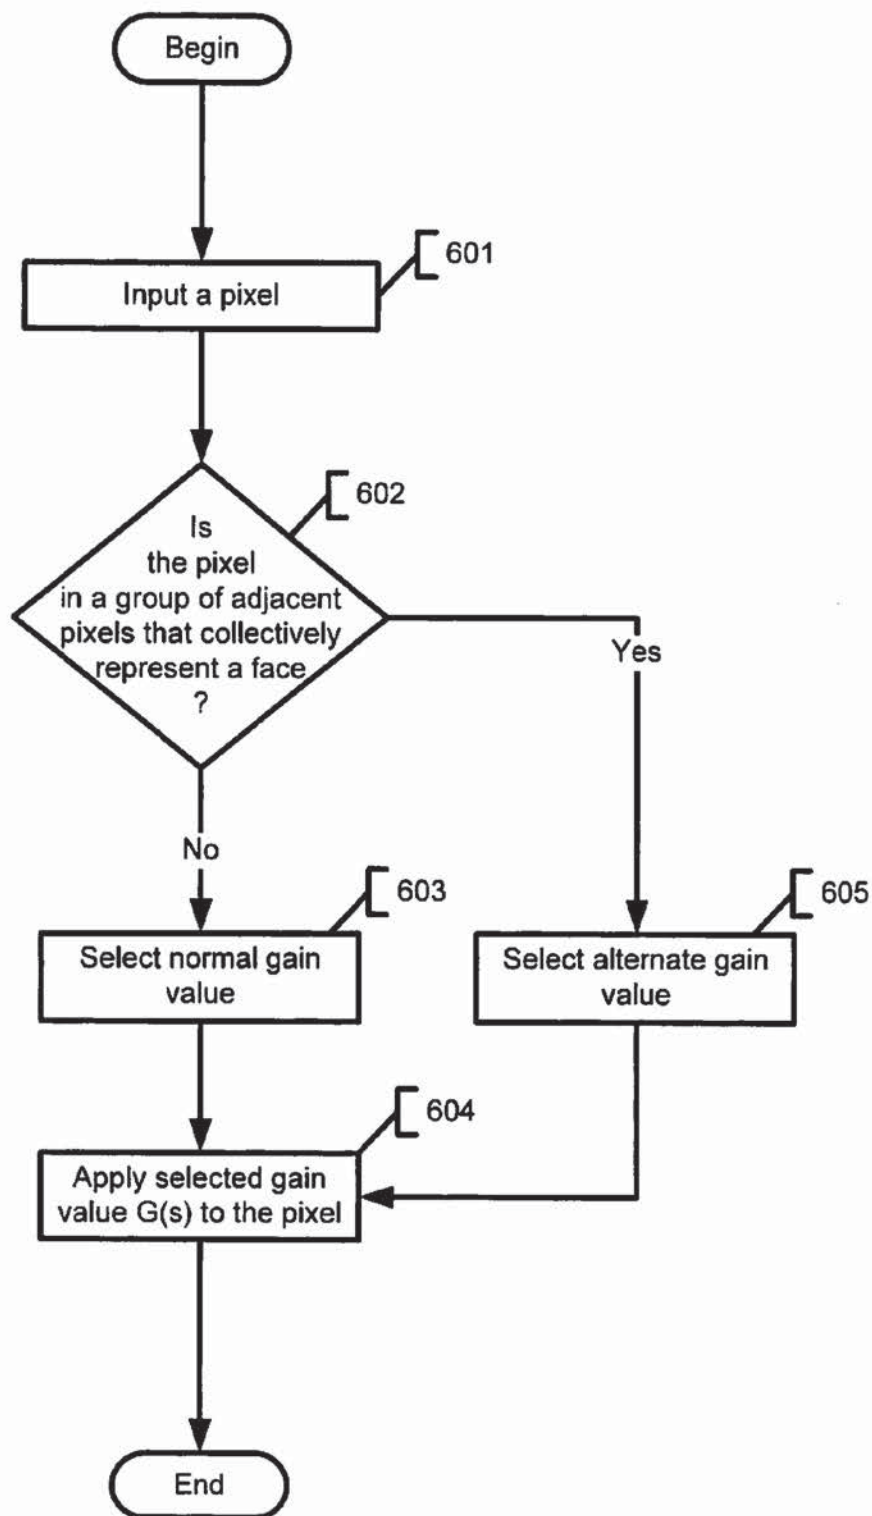 Begin
601
Input a pixel
602
Is
the pixel
in a group of adjacent
pixels that collectively
represent a face
?
Yes
No
603
Select normal gain
value
605
Select alternate gain
value
604
Apply selected gain
value G(s) to the pixel
End